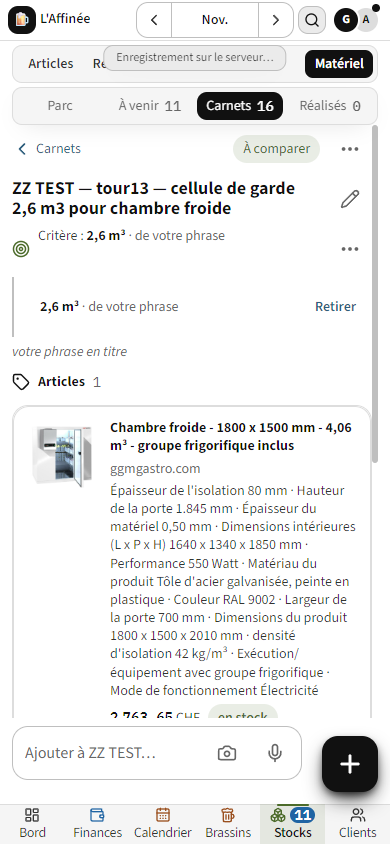 L'Affinée
Nov.
G
A
Articles
Re
Enregistrement sur le serveur…
Matériel
Parc
À venir 11
Carnets 16
Réalisés 0
Carnets
À comparer
ZZ TEST — tour13 — cellule de garde
2,6 m3 pour chambre froide
Critère : 2,6 m³ · de votre phrase
2,6 m³ · de votre phrase
Retirer
votre phrase en titre
Articles 1
Chambre froide - 1800 x 1500 mm - 4,06
m³ - groupe frigorifique inclus
ggmgastro.com
Épaisseur de l'isolation 80 mm · Hauteur
de la porte 1.845 mm · Épaisseur du
matériel 0,50 mm · Dimensions intérieures
(L x P x H) 1640 x 1340 x 1850 mm ·
Performance 550 Watt · Matériau du
produit Tôle d'acier galvanisée, peinte en
plastique · Couleur RAL 9002 · Largeur de
la porte 700 mm · Dimensions du produit
1800 x 1500 x 2010 mm · densité
d'isolation 42 kg/m³ · Exécution/
équipement avec groupe frigorifique ·
Mode de fonctionnement Électricité
2 763,65 CHF
en stock
Ajouter à ZZ TEST…
Bord
Finances
Calendrier
Brassins
11
Stocks
Clients